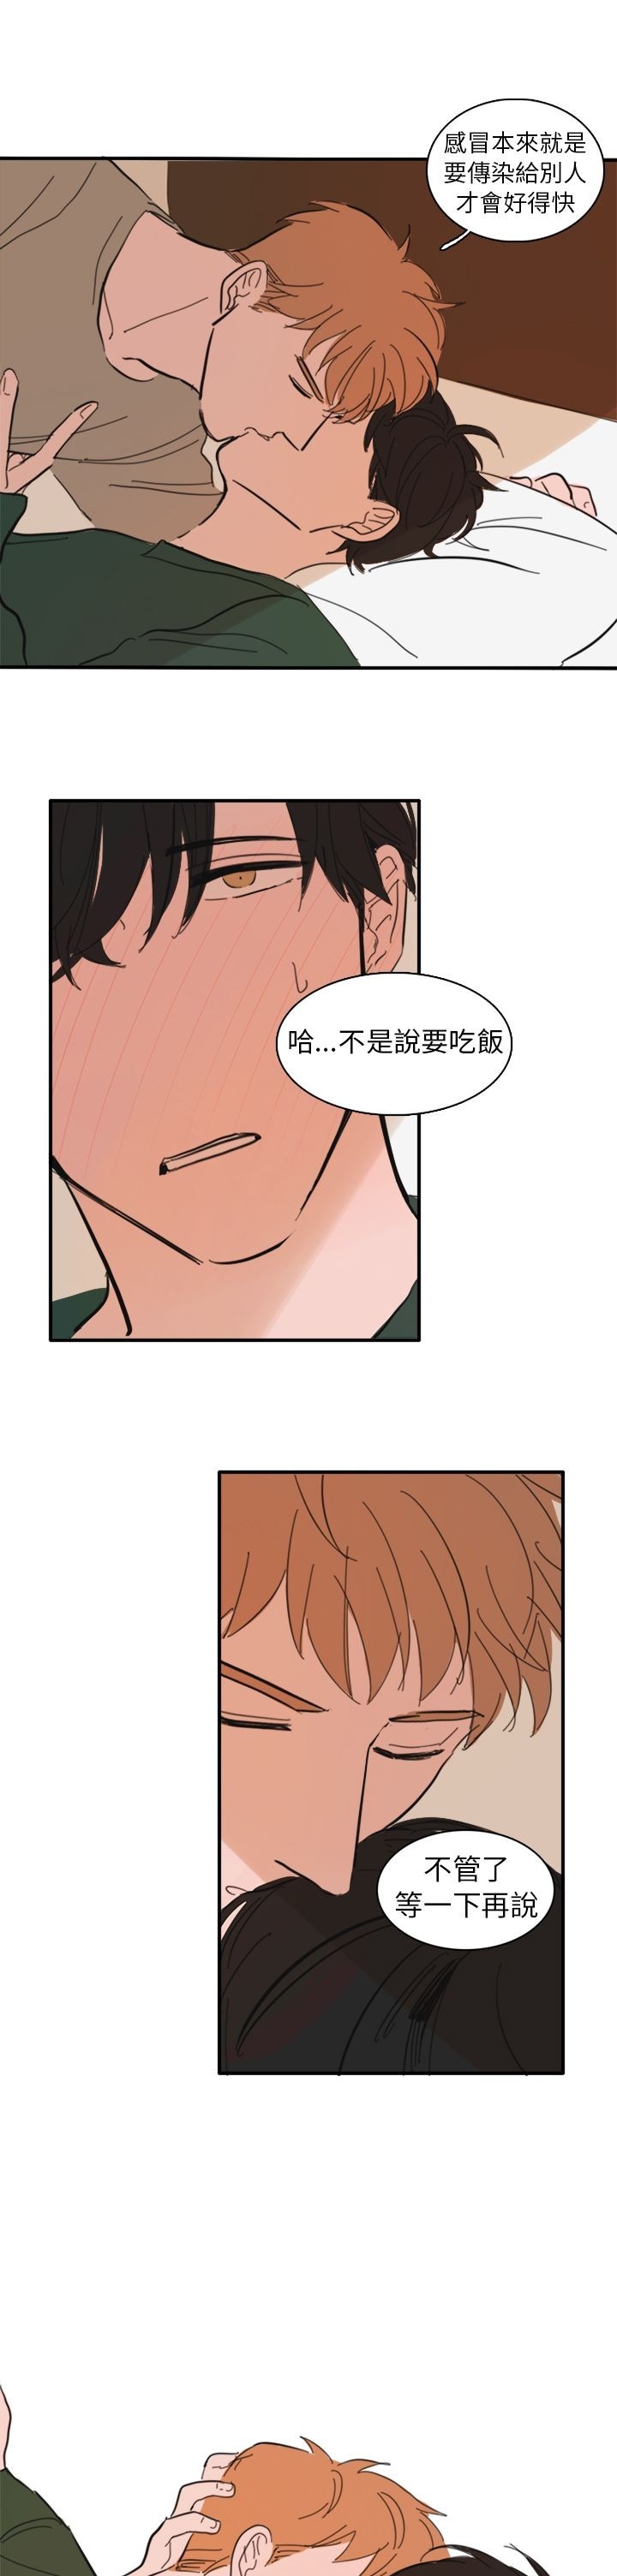 感冒本來就是
要傳染給別人
才會好得快
哈...不是說要吃飯
不管了
等一下再說